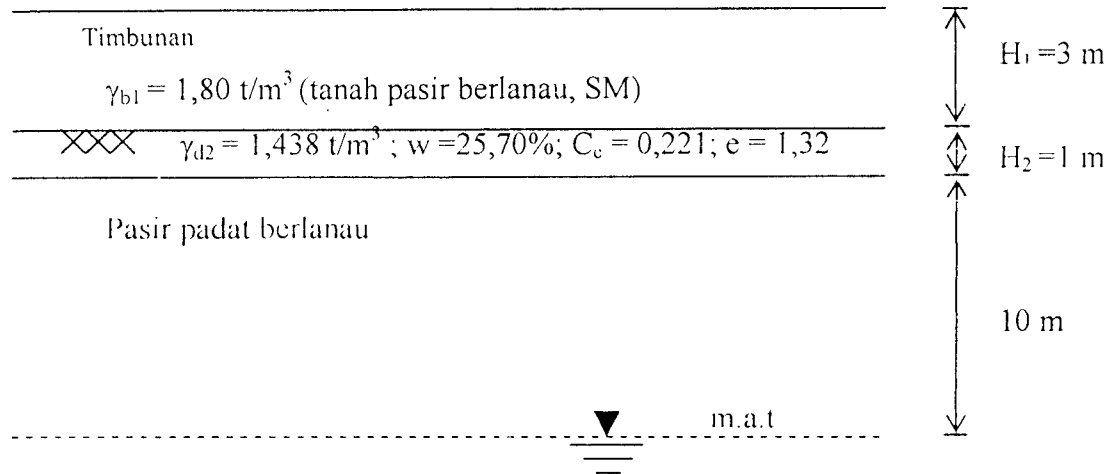 Timbunan
H₁ =3 m
γb1 = 1,80 t/m³ (tanah pasir berlanau, SM)
γd2 = 1,438 t/m³ ; w =25,70%; Cc = 0,221; e = 1,32
H₂ =1 m
Pasir padat berlanau
10 m
m.a.t